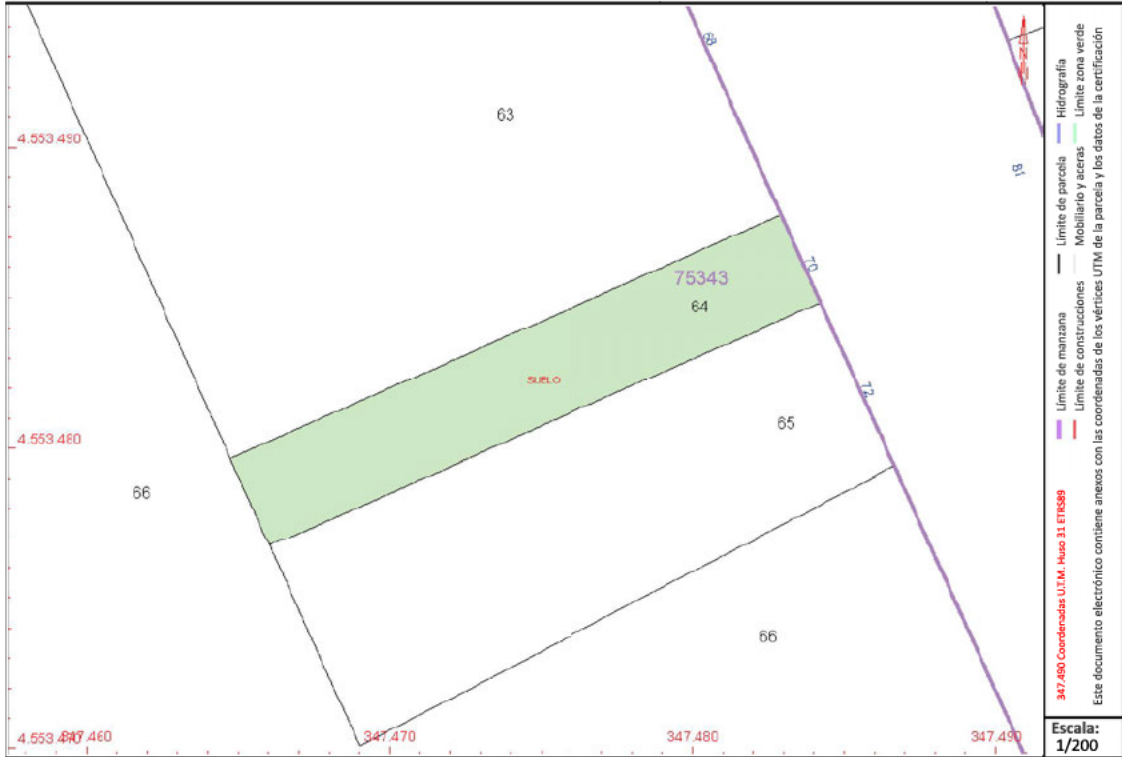 68
63
4.553.490
81
70
75343
64
SUELO
72
4.553.480
65
66
66
4.553.470
347.460
347.470
347.480
347.490
N
347.490 Coordenadas U.T.M. Huso 31 ETRS89
Límite de manzana
Límite de parcela
Hidrografía
Límite de construcciones
Mobiliario y aceras
Límite zona verde
Este documento electrónico contiene anexos con las coordenadas de los vértices UTM de la parcela y los datos de la certificación
Escala:
1/200